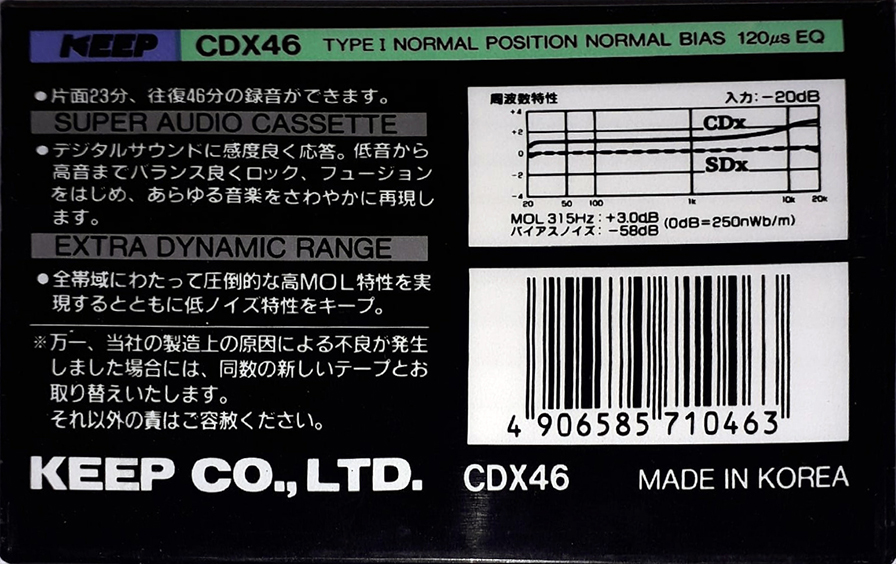 KEEP CDX46 TYPE I NORMAL POSITION NORMAL BIAS 120μs EQ
●片面23分、往復46分の録音ができます。
SUPER AUDIO CASSETTE
●デジタルサウンドに感度良く応答。低音から
高音までバランス良くロック、フュージョン
をはじめ、あらゆる音楽をさわやかに再現し
ます。
EXTRA DYNAMIC RANGE
●全帯域にわたって圧倒的な高MOL特性を実
現するとともに低ノイズ特性をキープ。
※万一、当社の製造上の原因による不良が発生
しました場合には、同数の新しいテープとお
取り替えいたします。
それ以外の責はご容赦ください。
KEEP CO., LTD.
周波数特性 入力:−20dB
+4
+2
0
−2
−4
CDx
SDx
20 50 100 1k 10k 20k
MOL 315Hz:+3.0dB
バイアスノイズ:−58dB
(0dB=250nWb/m)
4 906585 710463
CDX46 MADE IN KOREA